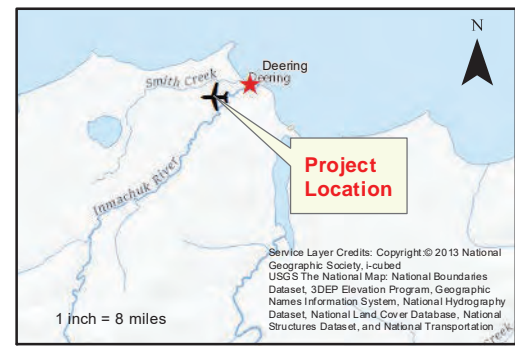 N
Deering
Deering
Smith Creek
Inmachuk River
Project
Location
Service Layer Credits: Copyright:© 2013 National
Geographic Society, i-cubed
USGS The National Map: National Boundaries
Dataset, 3DEP Elevation Program, Geographic
Names Information System, National Hydrography
Dataset, National Land Cover Database, National
Structures Dataset, and National Transportation
1 inch = 8 miles
Creek